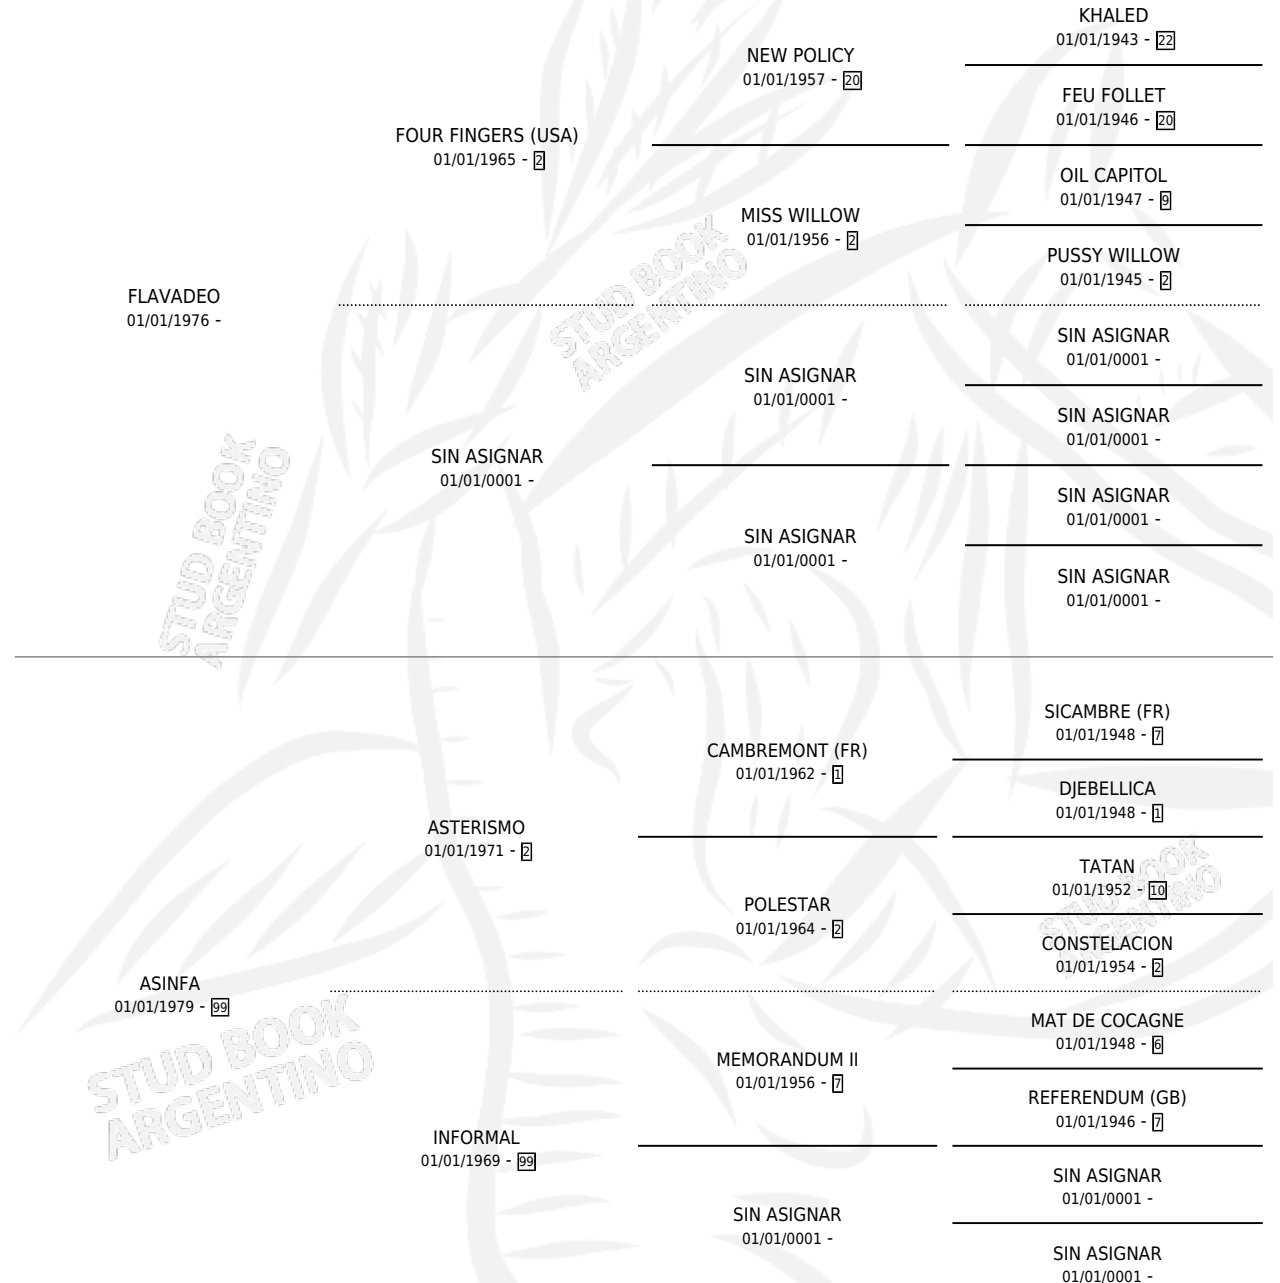 KHALED
01/01/1943 - 22
NEW POLICY
01/01/1957 - 20
FEU FOLLET
01/01/1946 - 20
FOUR FINGERS (USA)
01/01/1965 - 2
OIL CAPITOL
01/01/1947 - 9
MISS WILLOW
01/01/1956 - 2
PUSSY WILLOW
01/01/1945 - 2
FLAVADEO
01/01/1976 -
STUD BOOK
ARGENTINO
SIN ASIGNAR
01/01/0001 -
SIN ASIGNAR
01/01/0001 -
SIN ASIGNAR
01/01/0001 -
SIN ASIGNAR
01/01/0001 -
SIN ASIGNAR
01/01/0001 -
SIN ASIGNAR
01/01/0001 -
SIN ASIGNAR
01/01/0001 -
STUD BOOK
ARGENTINO
SICAMBRE (FR)
01/01/1948 - 7
CAMBREMONT (FR)
01/01/1962 - 1
DJEBELLICA
01/01/1948 - 1
ASTERISMO
01/01/1971 - 2
TATAN
01/01/1952 - 10
STUD BOOK
ARGENTINO
POLESTAR
01/01/1964 - 2
CONSTELACION
01/01/1954 - 2
ASINFA
01/01/1979 - 99
MAT DE COCAGNE
01/01/1948 - 6
STUD BOOK
ARGENTINO
MEMORANDUM II
01/01/1956 - 7
REFERENDUM (GB)
01/01/1946 - 7
INFORMAL
01/01/1969 - 99
SIN ASIGNAR
01/01/0001 -
SIN ASIGNAR
01/01/0001 -
SIN ASIGNAR
01/01/0001 -